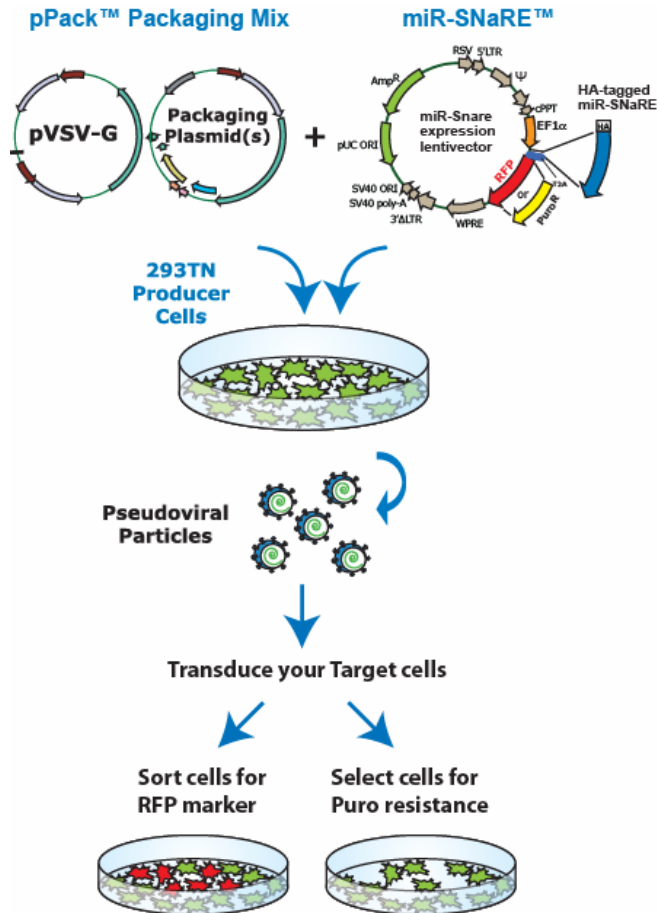 pPack™ Packaging Mix
miR-SNaRE™
pVSV-G
Packaging
Plasmid(s)
+
RSV
5'LTR
Ψ
cPPT
EF1α
AmpR
pUC ORI
miR-Snare
expression
lentivector
HA-tagged
miR-SNaRE
HA
T2A
RFP
or
PuroR
SV40 ORI
SV40 poly-A
3'ΔLTR
WPRE
293TN
Producer
Cells
Pseudoviral
Particles
Transduce your Target cells
Sort cells for
RFP marker
Select cells for
Puro resistance